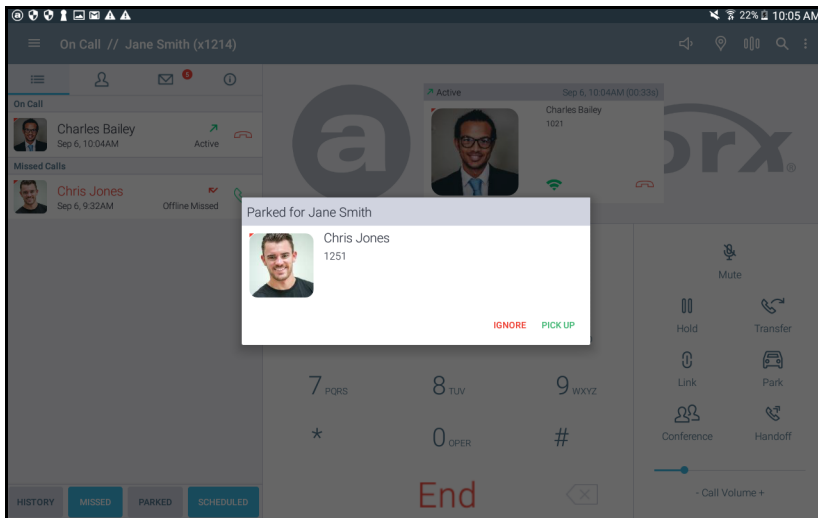 22% 10:05 AM
On Call // Jane Smith (x1214)
5
On Call
Charles Bailey
Sep 6, 10:04AM
Active
Missed Calls
Chris Jones
Sep 6, 9:32AM
Offline Missed
Active
Sep 6, 10:04AM (00:33s)
Charles Bailey
1021
a
orx
®
Parked for Jane Smith
Chris Jones
1251
IGNORE
PICK UP
7 PQRS
8 TUV
9 WXYZ
*
0 OPER
#
End
Mute
Hold
Transfer
Link
Park
Conference
Handoff
- Call Volume +
HISTORY
MISSED
PARKED
SCHEDULED